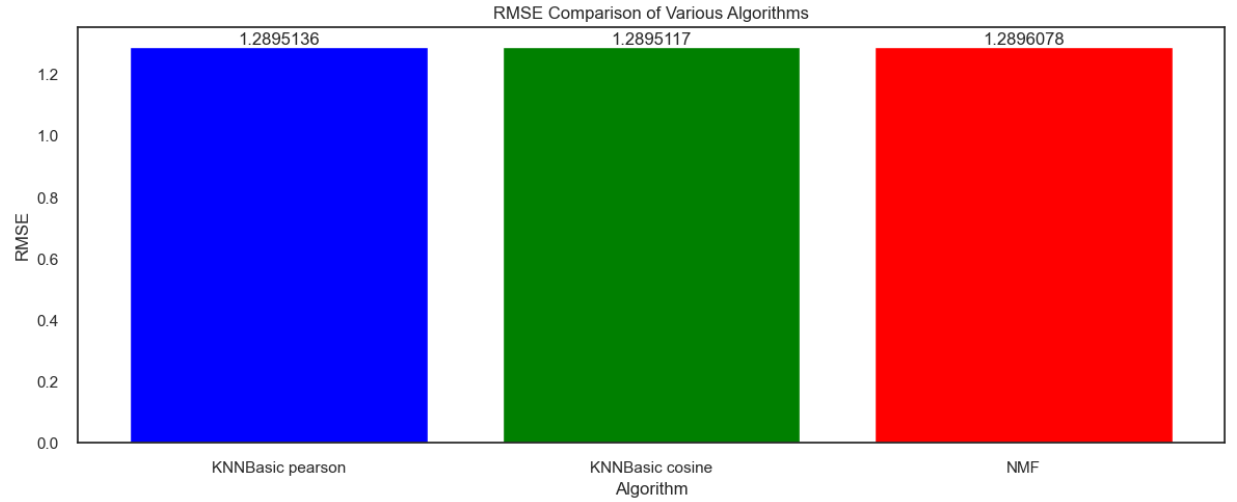 RMSE Comparison of Various Algorithms
1.2895136 1.2895117 1.2896078
1.2
1.0
0.8
0.6
0.4
0.2
0.0
RMSE
KNNBasic pearson KNNBasic cosine NMF
Algorithm